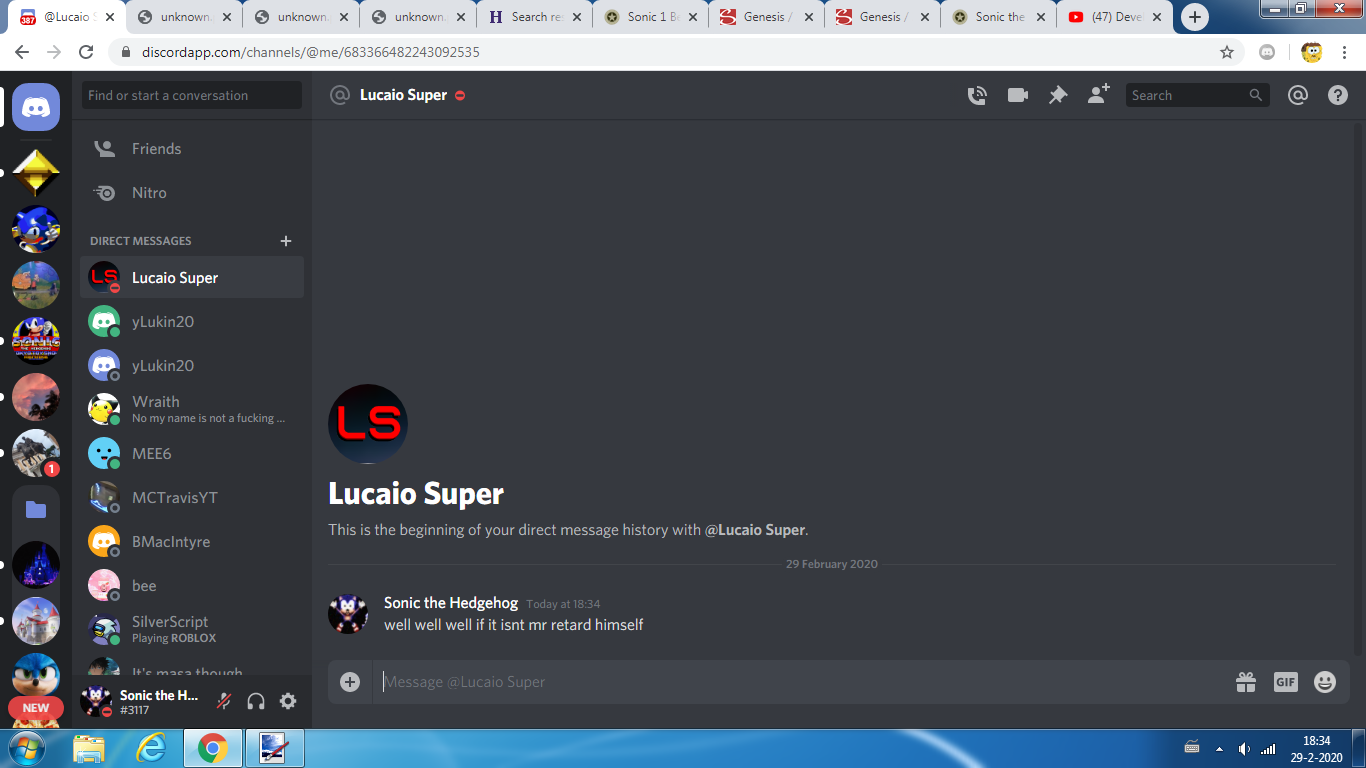 387
@Lucaio S
unknown.
unknown.
unknown.
Search res
Sonic 1 Be
Genesis /
Genesis /
Sonic the
(47) Deve
discordapp.com/channels/@me/683366482243092535
Find or start a conversation
@ Lucaio Super
Search
Friends
Nitro
DIRECT MESSAGES
LS
Lucaio Super
yLukin20
yLukin20
Wraith
No my name is not a fucking ...
MEE6
MCTravisYT
BMacIntyre
bee
SilverScript
Playing ROBLOX
It's masa though
1
NEW
Sonic the H...
#3117
LS
Lucaio Super
This is the beginning of your direct message history with @Lucaio Super.
29 February 2020
Sonic the Hedgehog Today at 18:34
well well well if it isnt mr retard himself
Message @Lucaio Super
GIF
18:34
29-2-2020